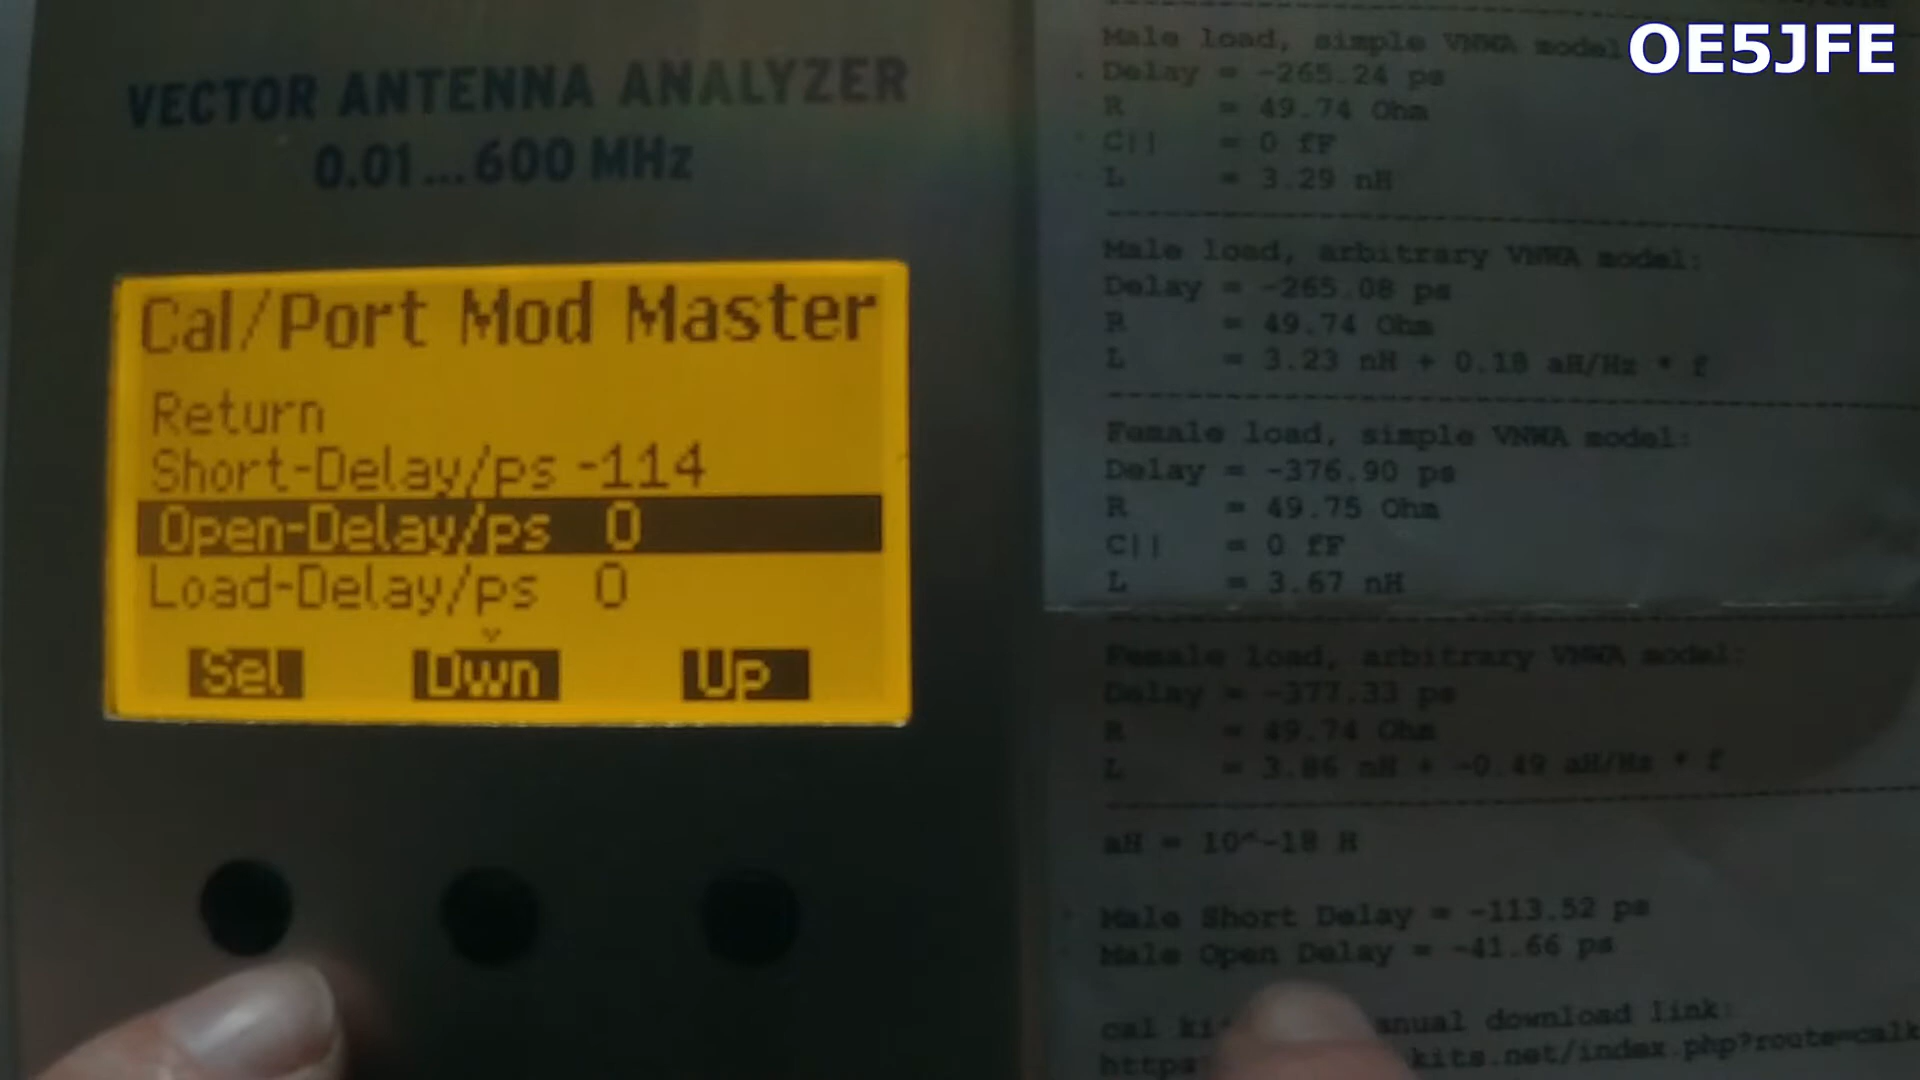 OE5JFE
VECTOR ANTENNA ANALYZER
0.01...600 MHz
Cal/Port Mod Master
Return
Short-Delay/ps -114
Open-Delay/ps 0
Load-Delay/ps 0
Sel Dwn Up
Male load, simple VNWA model
Delay = -265.24 ps
R = 49.74 Ohm
C|| = 0 fF
L = 3.29 nH
Male load, arbitrary VNWA model:
Delay = -265.08 ps
R = 49.74 Ohm
L = 3.23 nH + 0.18 aH/Hz * f
Female load, simple VNWA model:
Delay = -376.90 ps
R = 49.75 Ohm
C|| = 0 fF
L = 3.67 nH
Female load, arbitrary VNWA model:
Delay = -377.33 ps
R = 49.74 Ohm
L = 3.86 nH + -0.49 aH/Hz * f
aH = 10^-18 H
Male Short Delay = -113.52 ps
Male Open Delay = -41.66 ps
cal anual download link:
https kits.net/index.php?route=calk